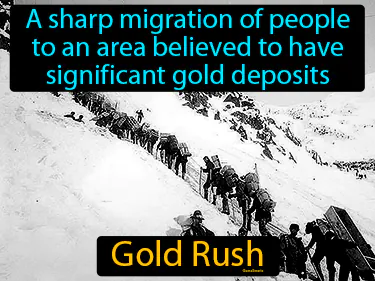 A sharp migration of people
to an area believed to have
significant gold deposits
Gold Rush